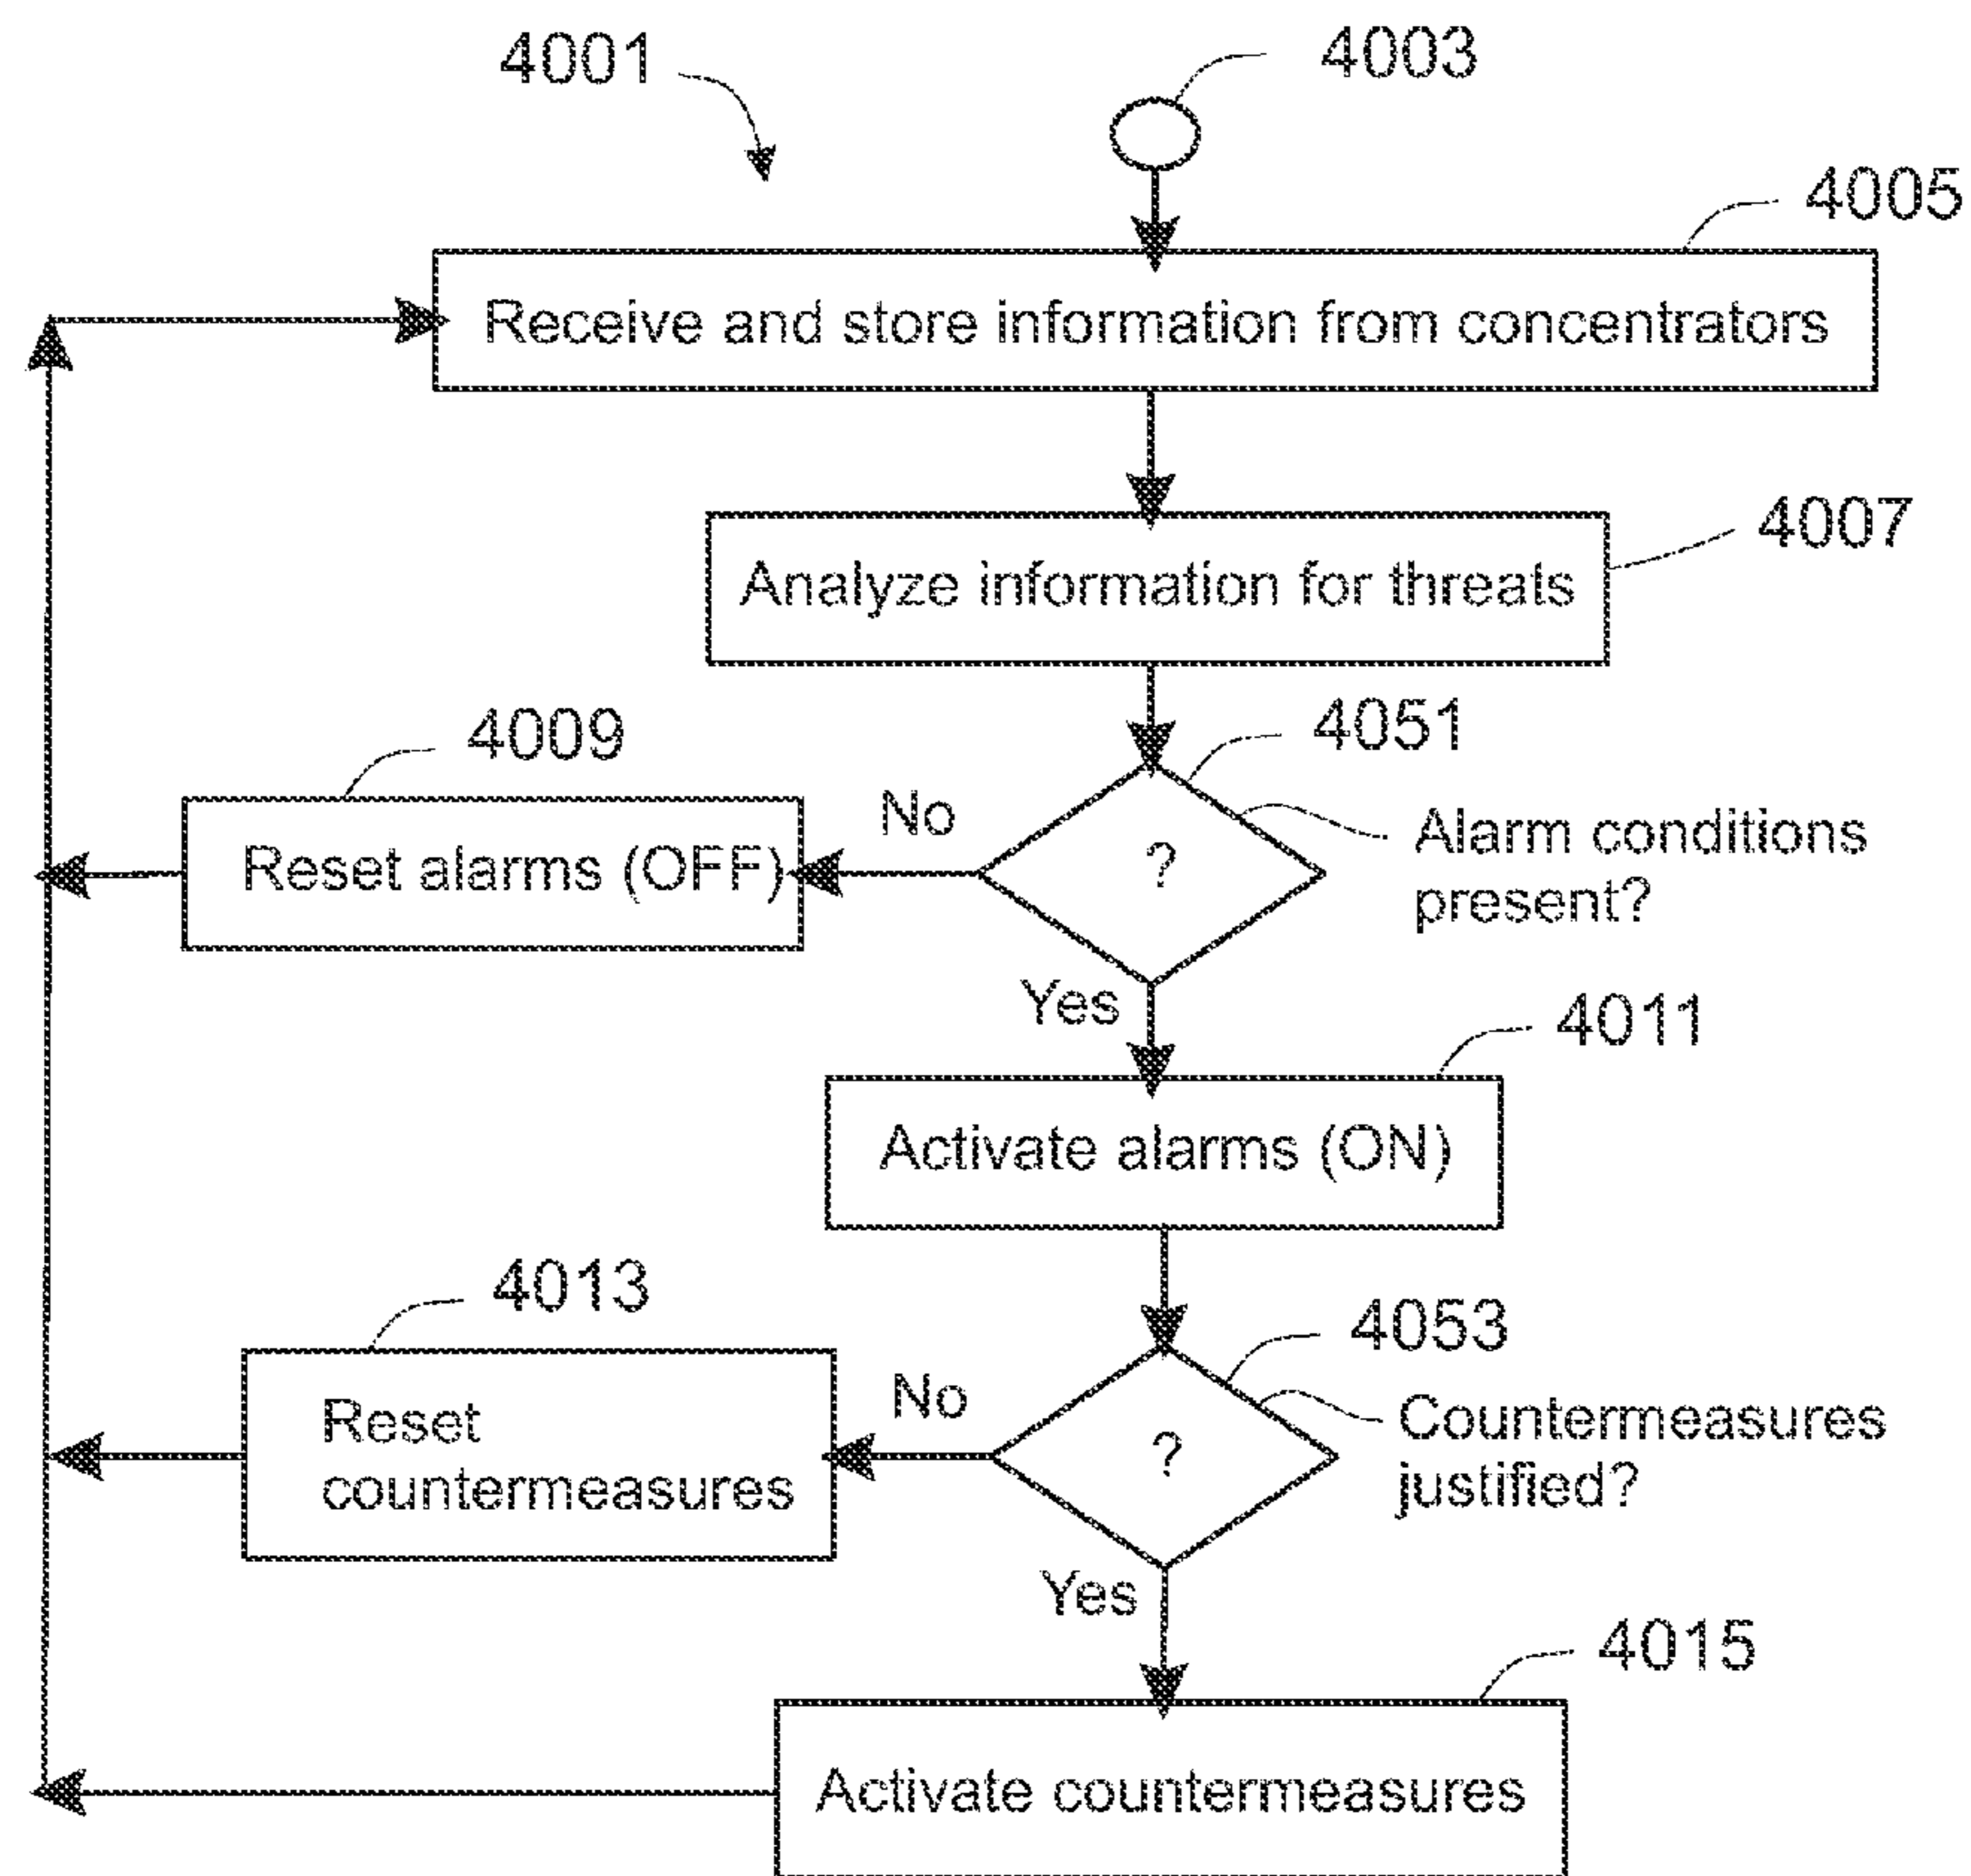 4001
4003
4005
Receive and store information from concentrators
4007
Analyze information for threats
4051
4009
No
?
Alarm conditions
present?
Reset alarms (OFF)
Yes
4011
Activate alarms (ON)
4013
4053
No
?
Countermeasures
justified?
Reset
countermeasures
Yes
4015
Activate countermeasures